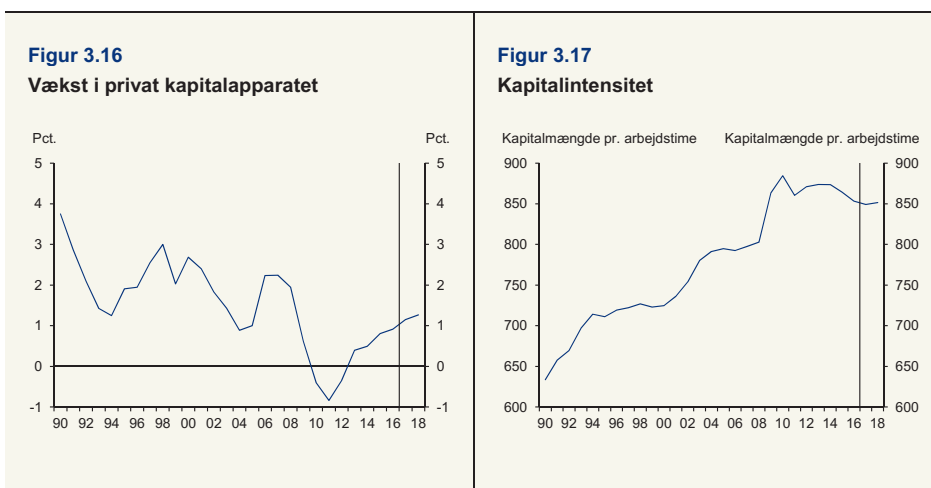 Figur 3.16
Vækst i privat kapitalapparatet
Pct. Pct.
5 5
4 4
3 3
2 2
1 1
0 0
-1 -1
90 92 94 96 98 00 02 04 06 08 10 12 14 16 18
Figur 3.17
Kapitalintensitet
Kapitalmængde pr. arbejdstime Kapitalmængde pr. arbejdstime
900 900
850 850
800 800
750 750
700 700
650 650
600 600
90 92 94 96 98 00 02 04 06 08 10 12 14 16 18